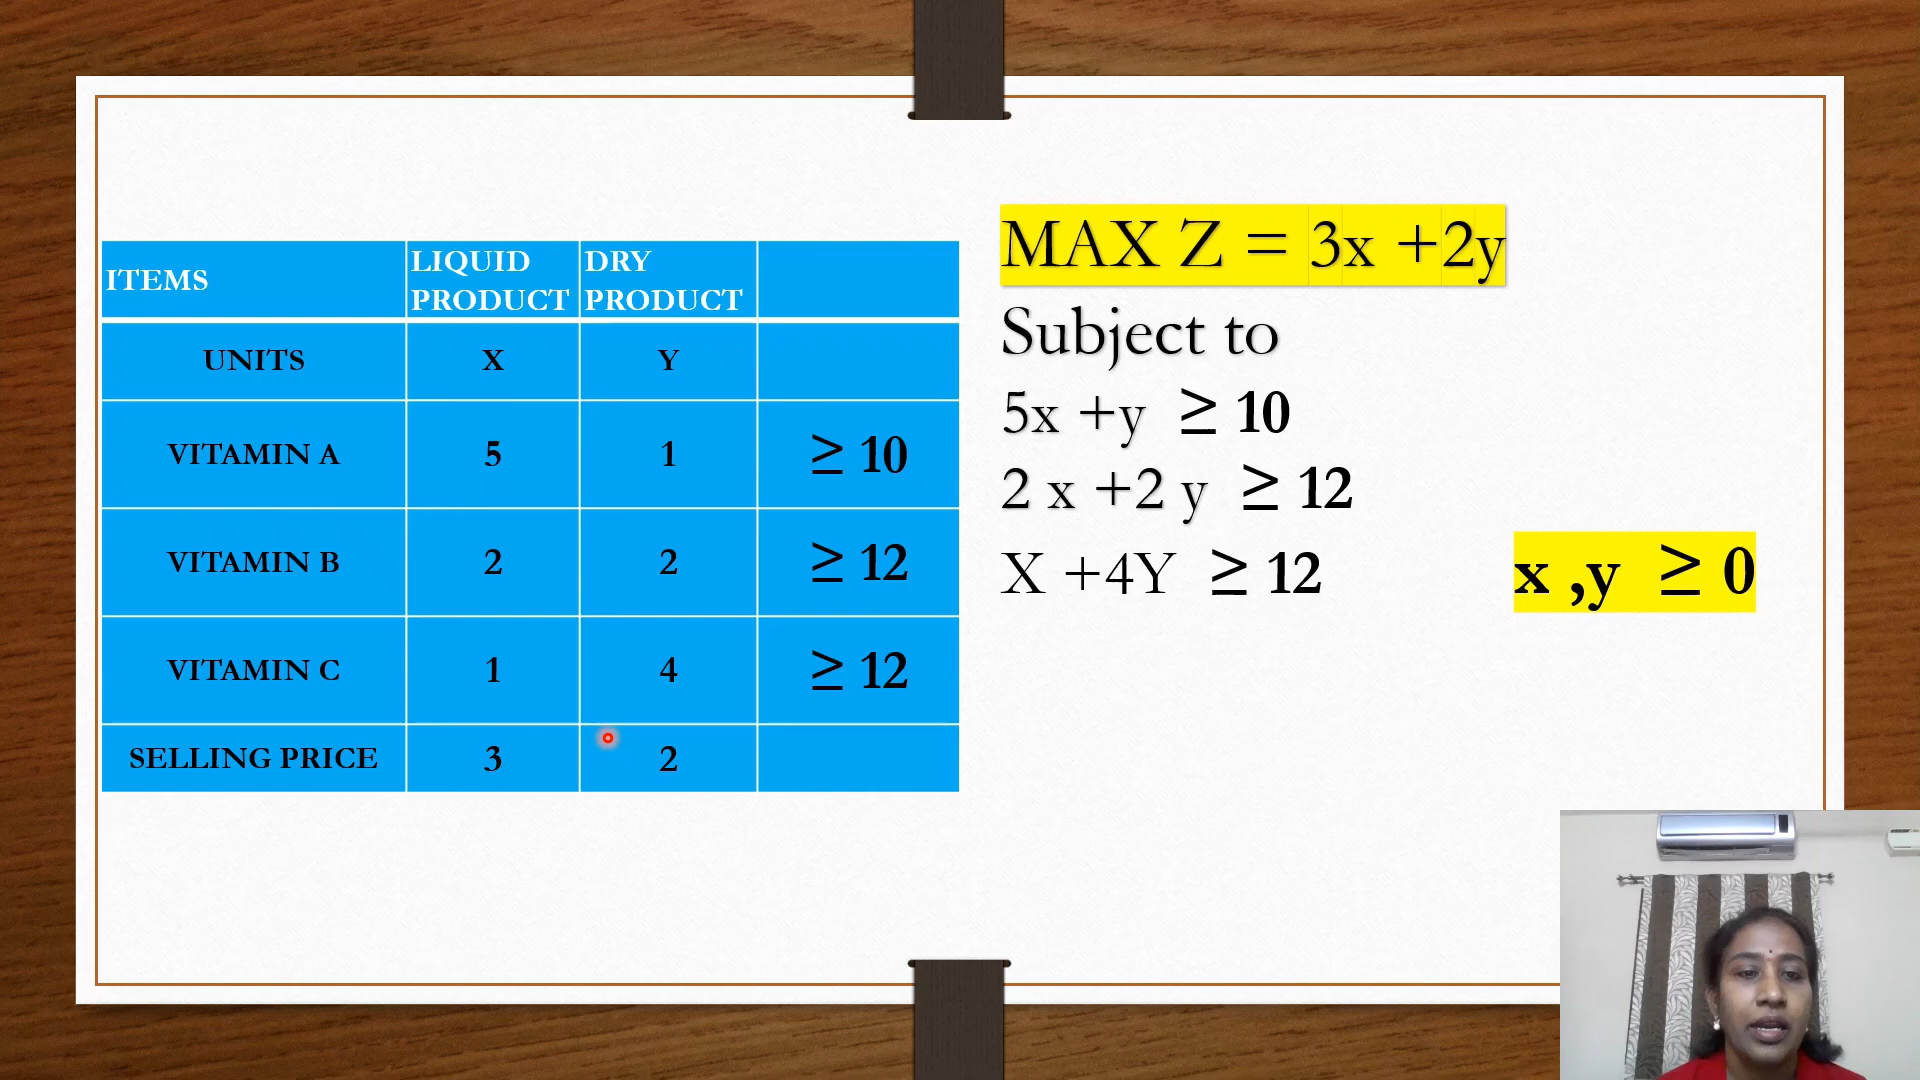 ITEMS LIQUID PRODUCT DRY PRODUCT
UNITS X Y
VITAMIN A 5 1 ≥ 10
VITAMIN B 2 2 ≥ 12
VITAMIN C 1 4 ≥ 12
SELLING PRICE 3 2
MAX Z = 3x +2y
Subject to
5x +y ≥ 10
2 x +2 y ≥ 12
X +4Y ≥ 12
x ,y ≥ 0